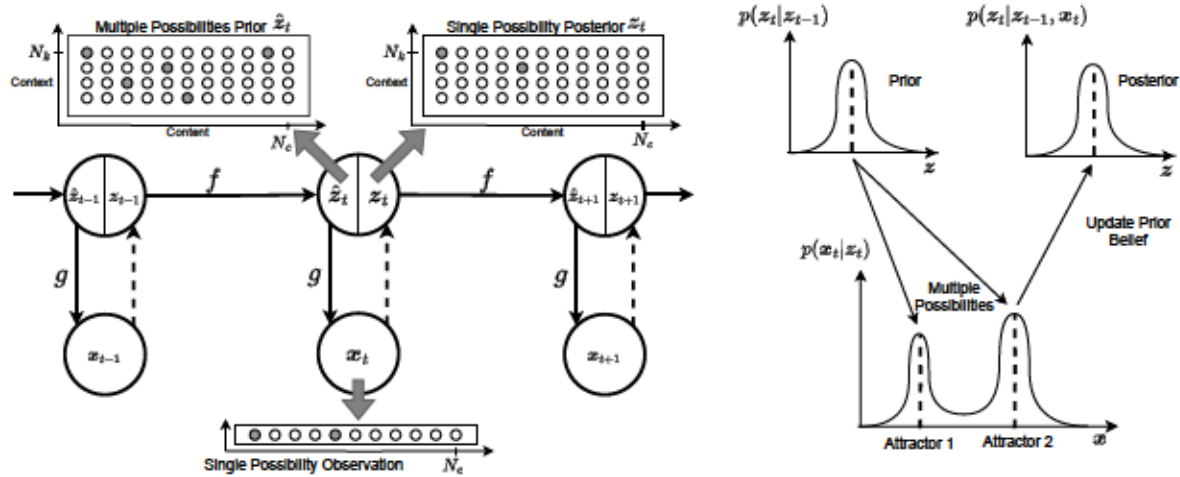 Multiple Possibilities Prior ẑ_t
N_k
Context
Content
N_c
Single Possibility Posterior z_t
N_k
Context
Content
N_c
ẑ_{t-1} z_{t-1}
f
ẑ_t z_t
f
ẑ_{t+1} z_{t+1}
g
g
g
x_{t-1}
x_t
x_{t+1}
Single Possibility Observation
N_c
p(z_t|z_{t-1})
Prior
z
p(z_t|z_{t-1}, x_t)
Posterior
z
Update Prior
Belief
p(x_t|z_t)
Multiple
Possibilities
Attractor 1
Attractor 2
x